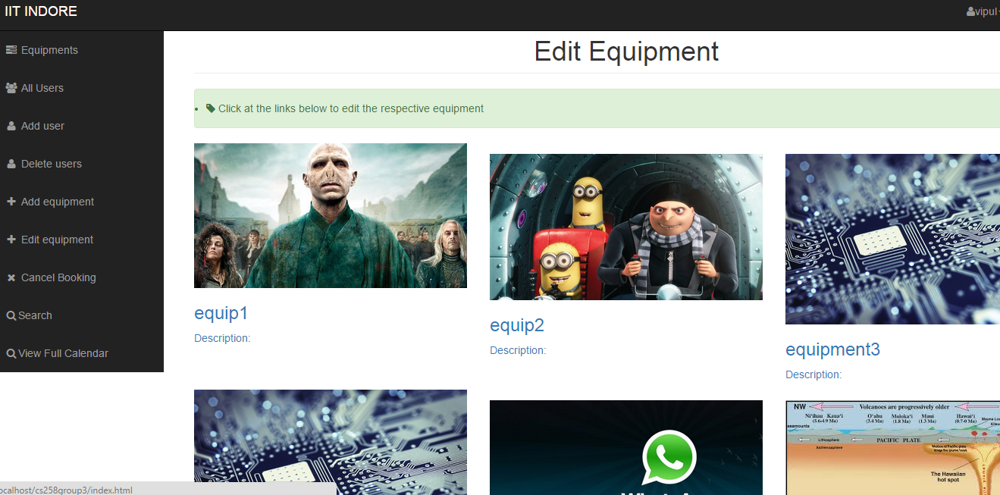 IIT INDORE
vipul
Equipments
All Users
Add user
Delete users
Add equipment
Edit equipment
Cancel Booking
Search
View Full Calendar
Edit Equipment
Click at the links below to edit the respective equipment
equip1
Description:
equip2
Description:
equipment3
Description:
NW
Volcanoes are progressively older
Ni'ihau Kaua'i
(5.6-4.9 Ma)
O'ahu
(3.4 Ma)
Moloka'i
(1.8 Ma)
Maui
(1.3 Ma)
Hawai'i
(0.7-0 Ma)
Mauna
seamounts
Lithosphere
PACIFIC PLATE
Asthenosphere
The Hawaiian
hot spot
ocalhost/cs258group3/index.html